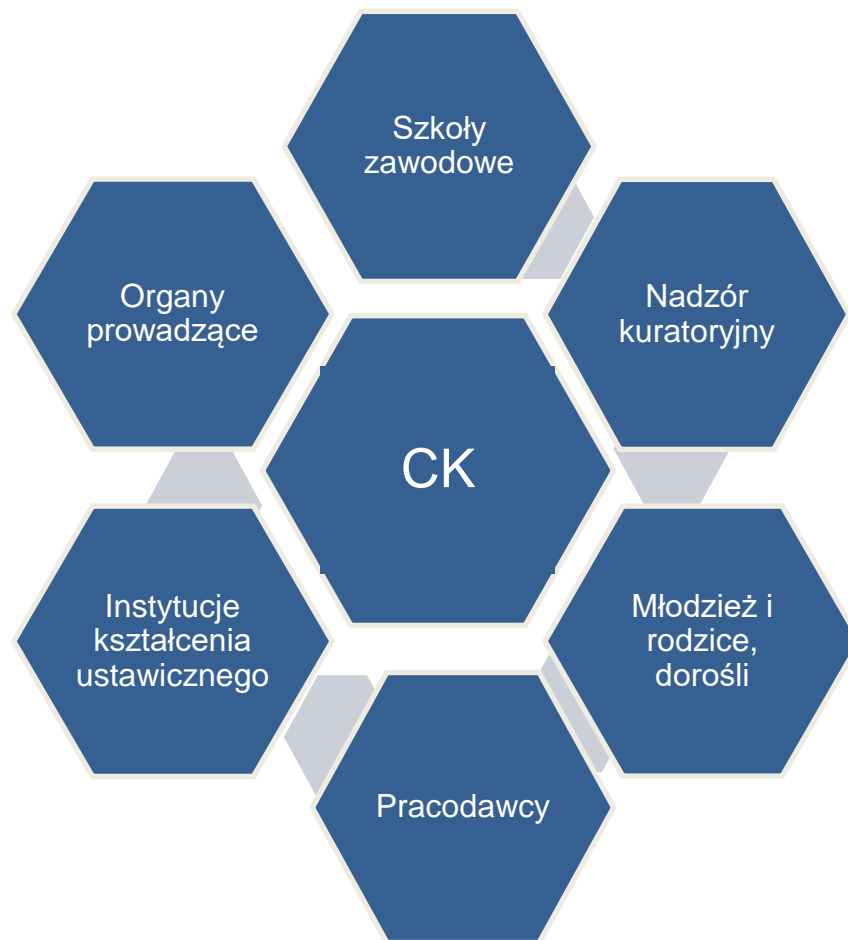 Szkoły
zawodowe
Organy
prowadzące
Nadzór
kuratoryjny
CK
Instytucje
kształcenia
ustawicznego
Młodzież i
rodzice,
dorośli
Pracodawcy